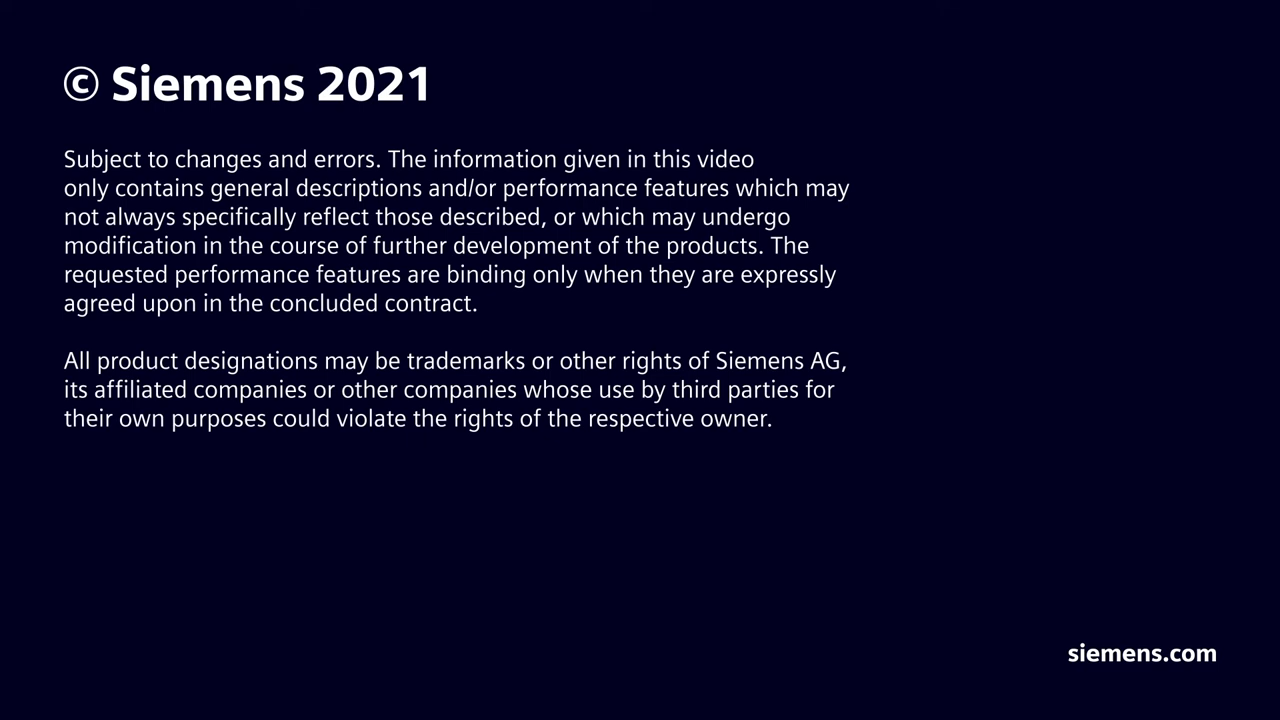 © Siemens 2021
Subject to changes and errors. The information given in this video
only contains general descriptions and/or performance features which may
not always specifically reflect those described, or which may undergo
modification in the course of further development of the products. The
requested performance features are binding only when they are expressly
agreed upon in the concluded contract.
All product designations may be trademarks or other rights of Siemens AG,
its affiliated companies or other companies whose use by third parties for
their own purposes could violate the rights of the respective owner.
siemens.com